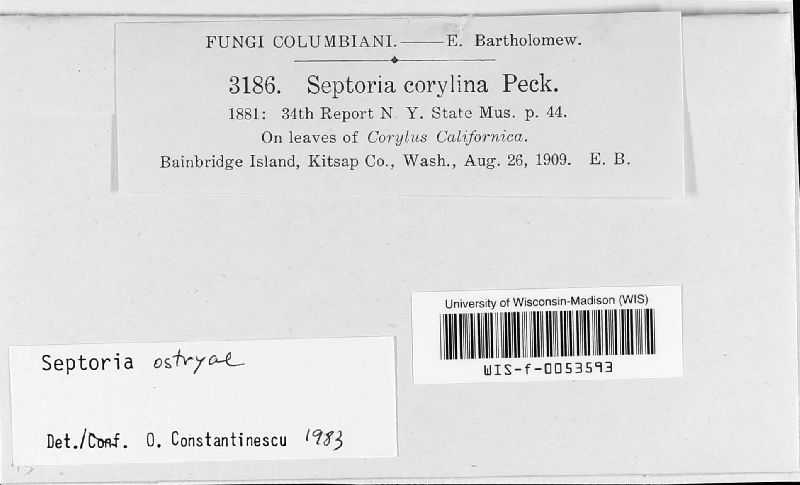 FUNGI COLUMBIANI.——E. Bartholomew.
3186. Septoria corylina Peck.
1881: 34th Report N. Y. State Mus. p. 44.
On leaves of Corylus Californica.
Bainbridge Island, Kitsap Co., Wash., Aug. 26, 1909. E. B.
University of Wisconsin-Madison (WIS)
WIS-f-0053593
Septoria ostryae
Det./Conf. O. Constantinescu 1983